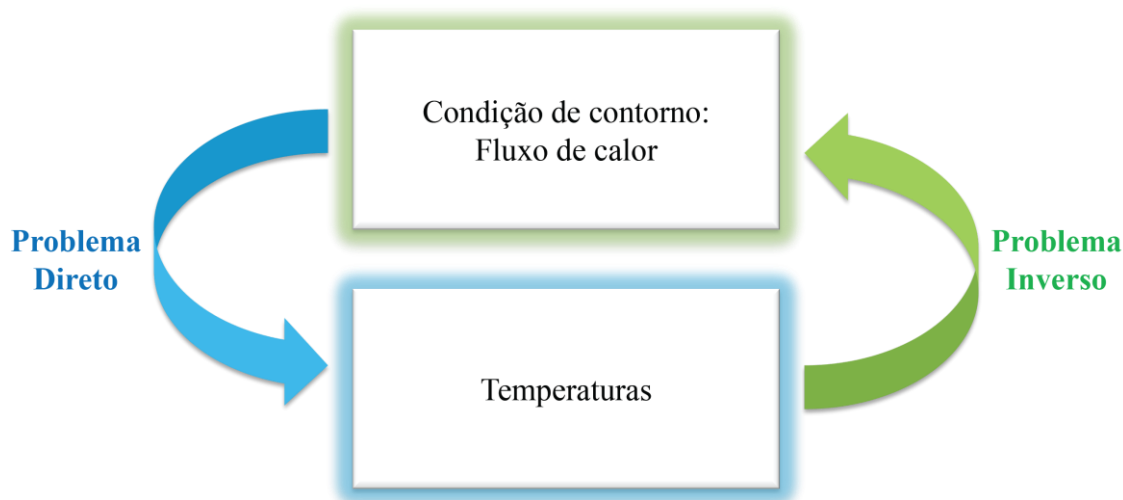 Condição de contorno:
Fluxo de calor
Problema
Direto
Problema
Inverso
Temperaturas